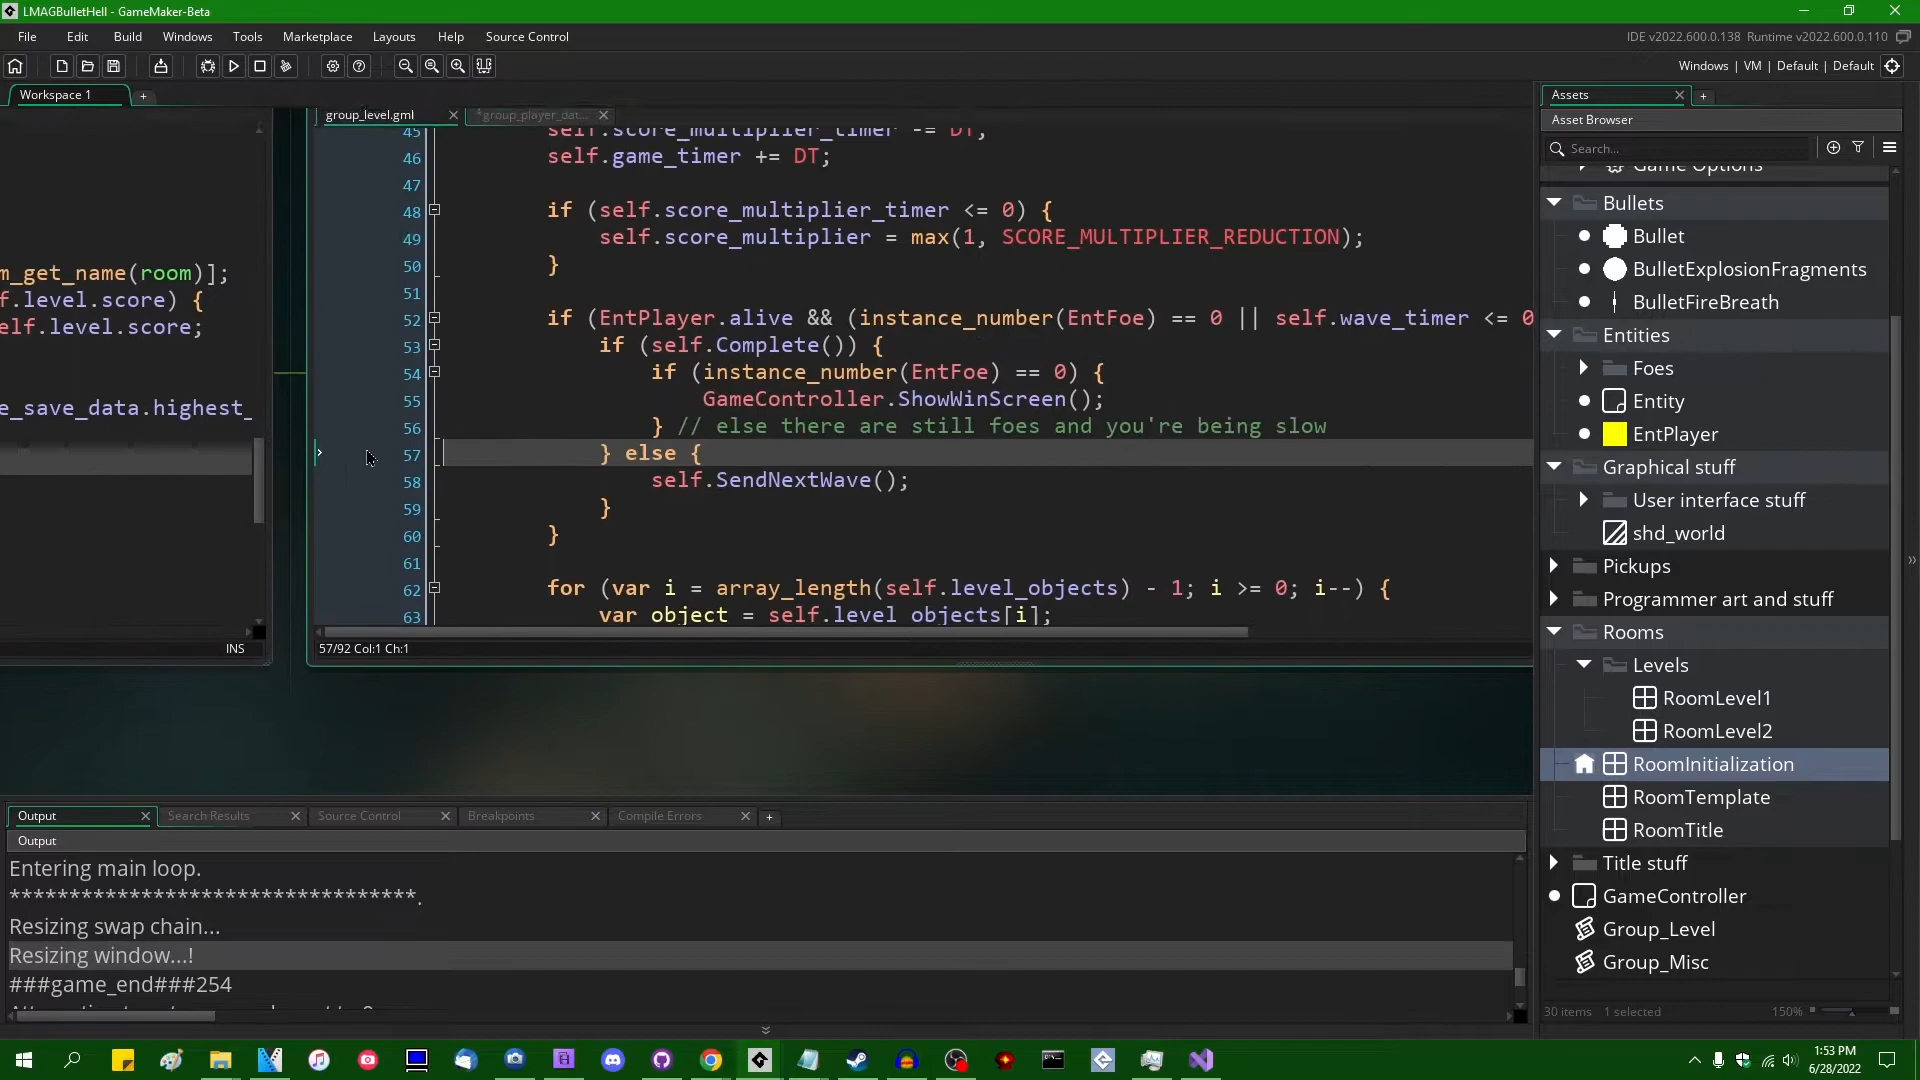 LMAGBulletHell - GameMaker-Beta
File Edit Build Windows Tools Marketplace Layouts Help Source Control
IDE v2022.600.0.138 Runtime v2022.600.0.110
Windows | VM | Default | Default
Workspace 1
group_level.gml
*group_player_dat...
m_get_name(room)];
f.level.score) {
elf.level.score;
e_save_data.highest_
INS
45 self.score_multiplier_timer -= DT;
46 self.game_timer += DT;
47
48 if (self.score_multiplier_timer <= 0) {
49 self.score_multiplier = max(1, SCORE_MULTIPLIER_REDUCTION);
50 }
51
52 if (EntPlayer.alive && (instance_number(EntFoe) == 0 || self.wave_timer <= 0
53 if (self.Complete()) {
54 if (instance_number(EntFoe) == 0) {
55 GameController.ShowWinScreen();
56 } // else there are still foes and you're being slow
57 } else {
58 self.SendNextWave();
59 }
60 }
61
62 for (var i = array_length(self.level_objects) - 1; i >= 0; i--) {
63 var object = self.level_objects[i];
57/92 Col:1 Ch:1
Output
Search Results
Source Control
Breakpoints
Compile Errors
Output
Entering main loop.
**********************************.
Resizing swap chain...
Resizing window...!
###game_end###254
Assets
Asset Browser
Search...
Game Options
Bullets
Bullet
BulletExplosionFragments
BulletFireBreath
Entities
Foes
Entity
EntPlayer
Graphical stuff
User interface stuff
shd_world
Pickups
Programmer art and stuff
Rooms
Levels
RoomLevel1
RoomLevel2
RoomInitialization
RoomTemplate
RoomTitle
Title stuff
GameController
Group_Level
Group_Misc
30 items 1 selected
150%
1:53 PM
6/28/2022